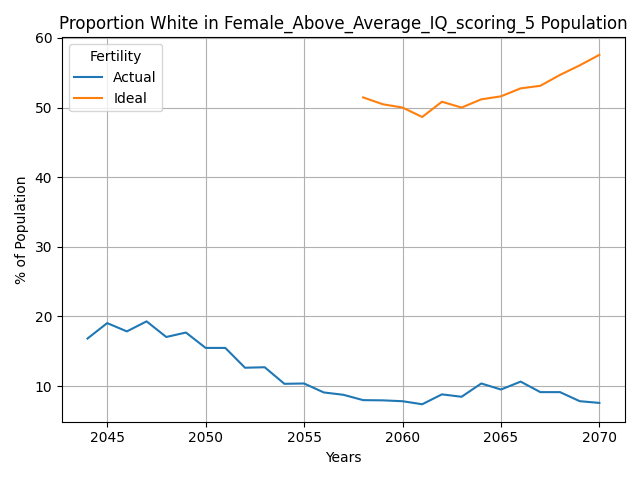 Proportion White in Female_Above_Average_IQ_scoring_5 Population
60
50
40
30
20
10
% of Population
Fertility
Actual
Ideal
2045 2050 2055 2060 2065 2070
Years